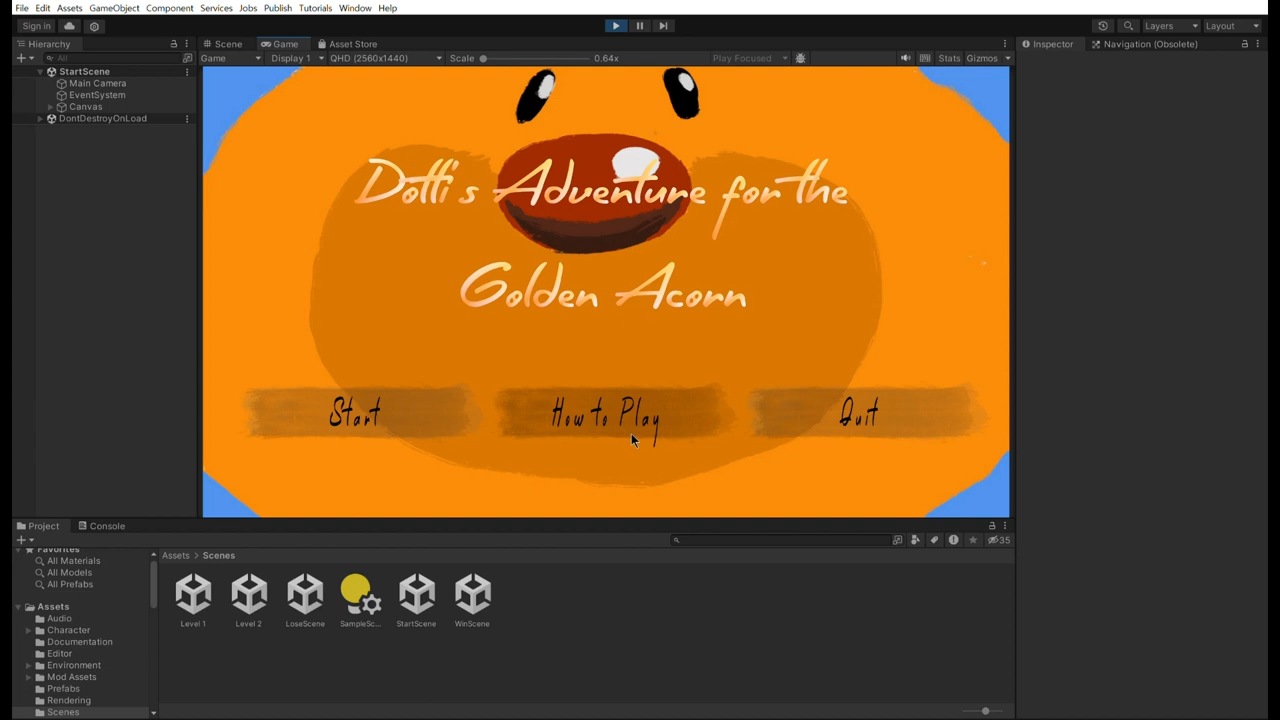 File Edit Assets GameObject Component Services Jobs Publish Tutorials Window Help
Sign in Layers Layout
Hierarchy Scene Game Asset Store Inspector Navigation (Obsolete)
All Game Display 1 QHD (2560x1440) Scale 0.64x Play Focused Stats Gizmos
StartScene
Main Camera
EventSystem
Canvas
DontDestroyOnLoad
Dotti's Adventure for the
Golden Acorn
Start How to Play Quit
Project Console
35
Favorites
All Materials
All Models
All Prefabs
Assets
Audio
Character
Documentation
Editor
Environment
Mod Assets
Prefabs
Rendering
Scenes
Assets > Scenes
Level 1 Level 2 LoseScene SampleSc... StartScene WinScene